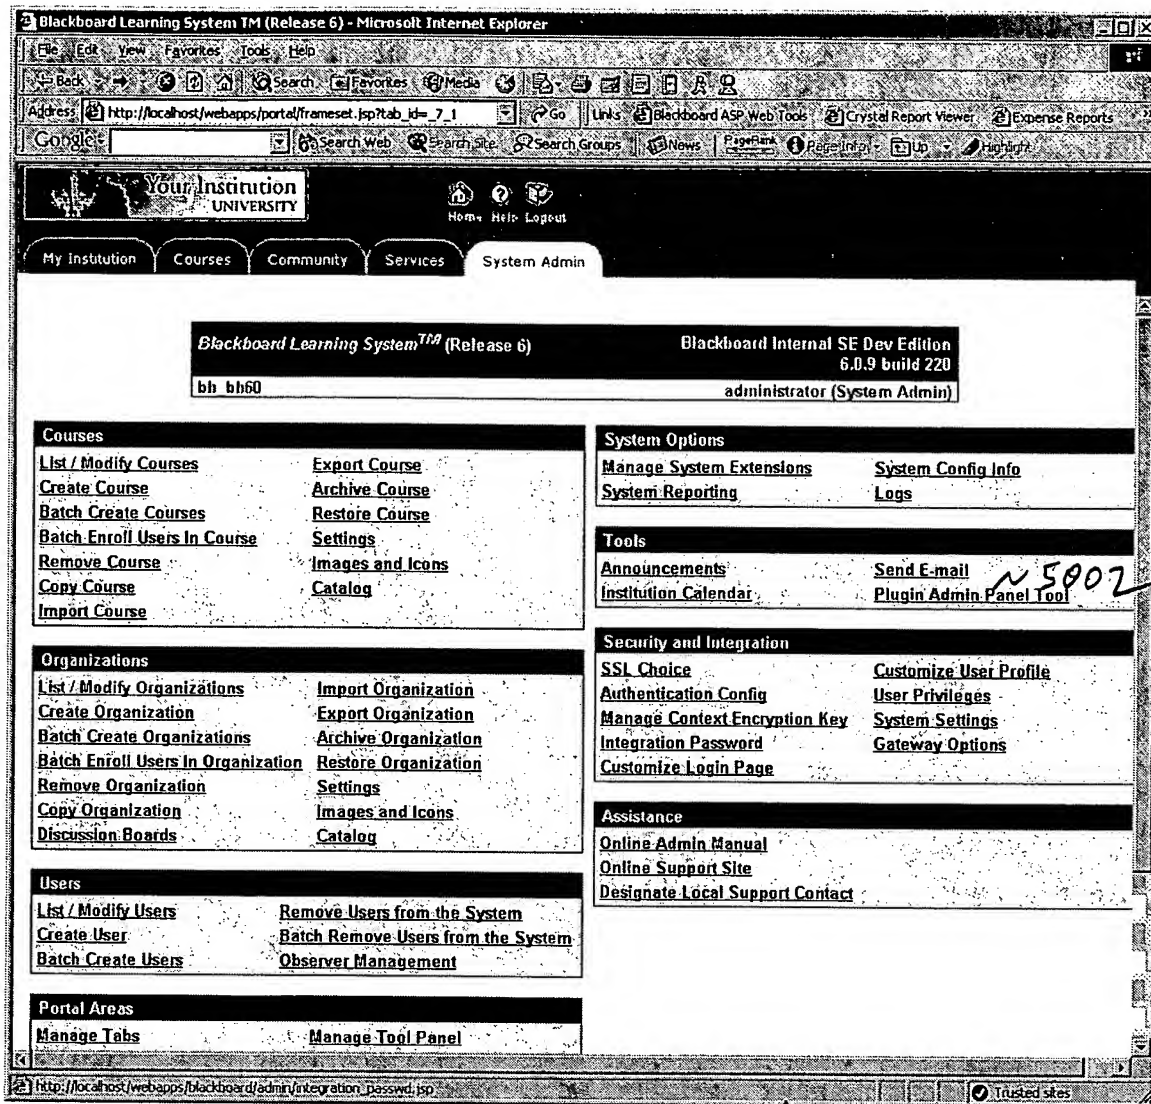 Blackboard Learning System TM (Release 6) - Microsoft Internet Explorer
File Edit View Favorites Tools Help
Back Search Favorites Media
Address http://localhost/webapps/portal/frameset.jsp?tab_id=_7_1 Go Links Blackboard ASP Web Tools Crystal Report Viewer Expense Reports
Google Search Web Search Site Search Groups News PageRank Page Info Up Highlight
Your Institution
UNIVERSITY
Home Help Logout
My Institution Courses Community Services System Admin
Blackboard Learning System TM (Release 6) Blackboard Internal SE Dev Edition
6.0.9 build 220
bh_bh60 administrator (System Admin)
Courses
List / Modify Courses Export Course
Create Course Archive Course
Batch Create Courses Restore Course
Batch Enroll Users In Course Settings
Remove Course Images and Icons
Copy Course Catalog
Import Course
Organizations
List / Modify Organizations Import Organization
Create Organization Export Organization
Batch Create Organizations Archive Organization
Batch Enroll Users In Organization Restore Organization
Remove Organization Settings
Copy Organization Images and Icons
Discussion Boards Catalog
Users
List / Modify Users Remove Users from the System
Create User Batch Remove Users from the System
Batch Create Users Observer Management
Portal Areas
Manage Tabs Manage Tool Panel
System Options
Manage System Extensions System Config Info
System Reporting Logs
Tools
Announcements Send E-mail
Institution Calendar Plugin Admin Panel Tool
~5002
Security and Integration
SSL Choice Customize User Profile
Authentication Config User Privileges
Manage Context Encryption Key System Settings
Integration Password Gateway Options
Customize Login Page
Assistance
Online Admin Manual
Online Support Site
Designate Local Support Contact
http://localhost/webapps/blackboard/admin/integration_passwd.jsp Trusted sites